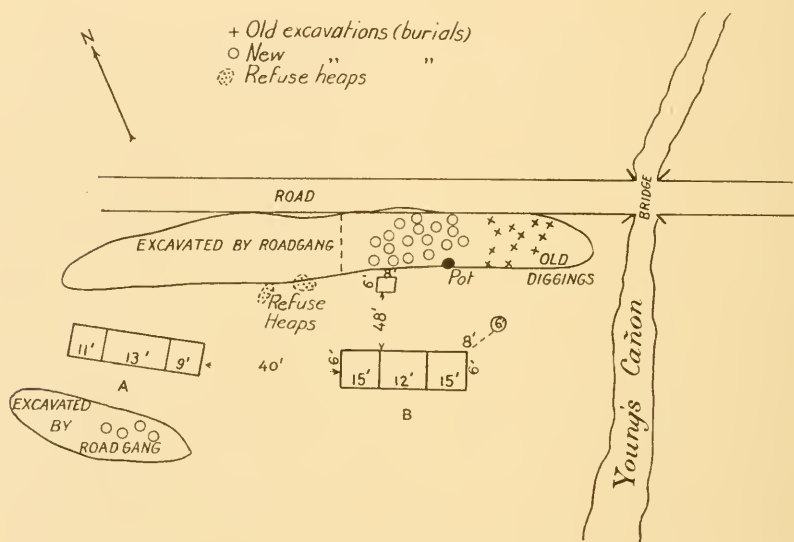 N
+ Old excavations (burials)
○ New " "
Refuse heaps
ROAD
BRIDGE
EXCAVATED BY ROADGANG
OLD
DIGGINGS
Pot
8'
6'
Refuse
Heaps
48'
6
8'
11' 13' 9'
40'
6'
15' 12' 15'
6'
A
B
EXCAVATED
BY
ROAD GANG
Young's Cañon